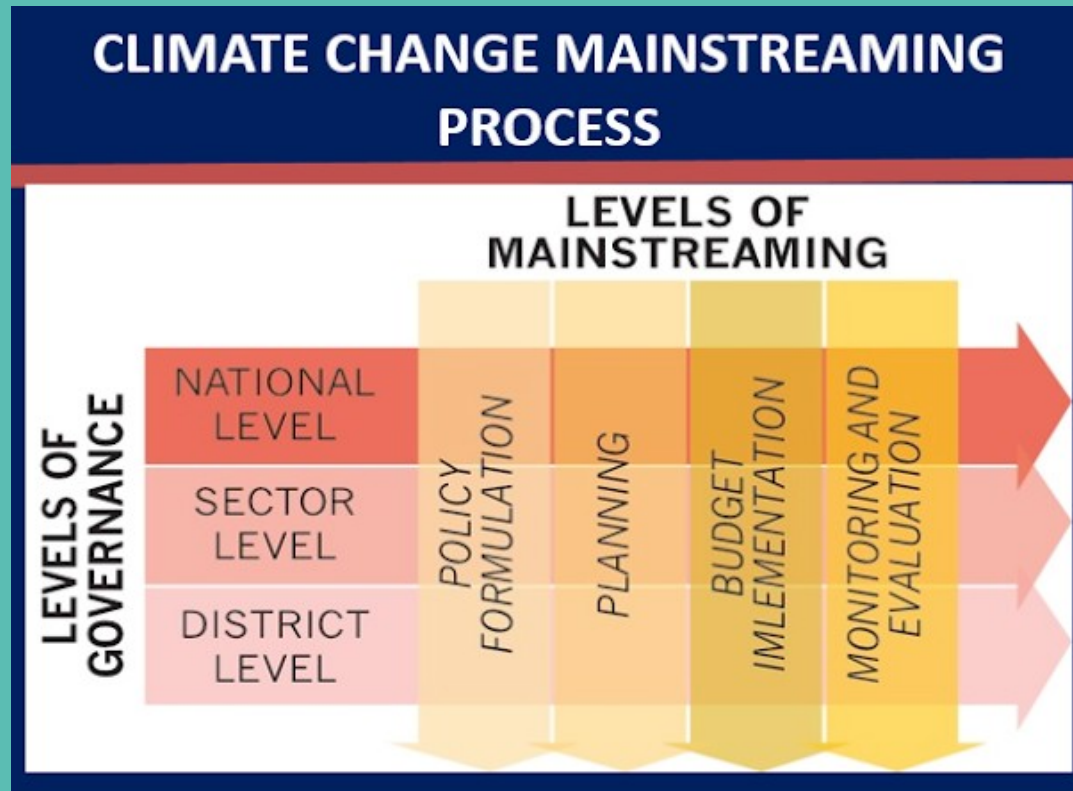 CLIMATE CHANGE MAINSTREAMING
PROCESS
LEVELS OF
MAINSTREAMING
LEVELS OF
GOVERNANCE
NATIONAL
LEVEL
SECTOR
LEVEL
DISTRICT
LEVEL
POLICY
FORMULATION
PLANNING
BUDGET
IMLEMENTATION
MONITORING AND
EVALUATION